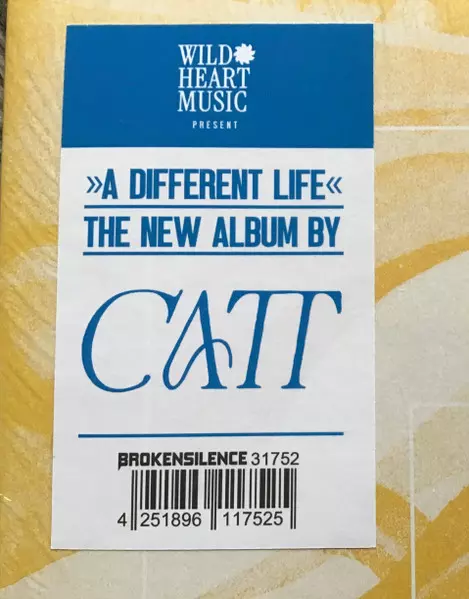 WILD
HEART
MUSIC
PRESENT
»A DIFFERENT LIFE«
THE NEW ALBUM BY
CATT
BROKENSILENCE 31752
4 251896 117525